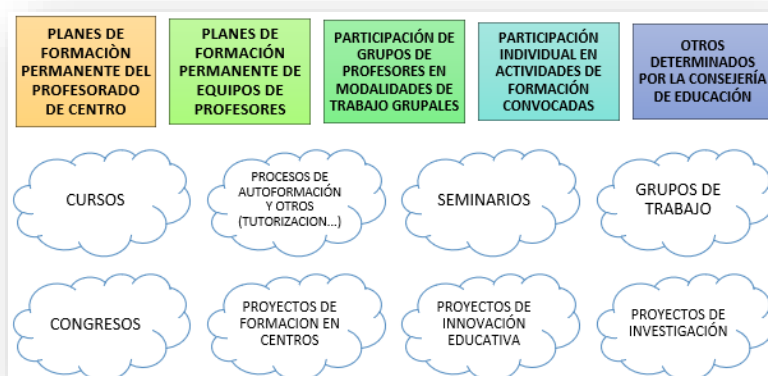 PLANES DE
FORMACIÒN
PERMANENTE DEL
PROFESORADO
DE CENTRO
PLANES DE
FORMACIÓN
PERMANENTE DE
EQUIPOS DE
PROFESORES
PARTICIPACIÓN DE
GRUPOS DE
PROFESORES EN
MODALIDADES DE
TRABAJO GRUPALES
PARTICIPACIÓN
INDIVIDUAL EN
ACTIVIDADES DE
FORMACIÓN
CONVOCADAS
OTROS
DETERMINADOS
POR LA CONSEJERÍA
DE EDUCACIÓN
CURSOS
PROCESOS DE
AUTOFORMACIÓN
Y OTROS
(TUTORIZACION...)
SEMINARIOS
GRUPOS DE
TRABAJO
CONGRESOS
PROYECTOS DE
FORMACION EN
CENTROS
PROYECTOS DE
INNOVACIÓN
EDUCATIVA
PROYECTOS DE
INVESTIGACIÓN